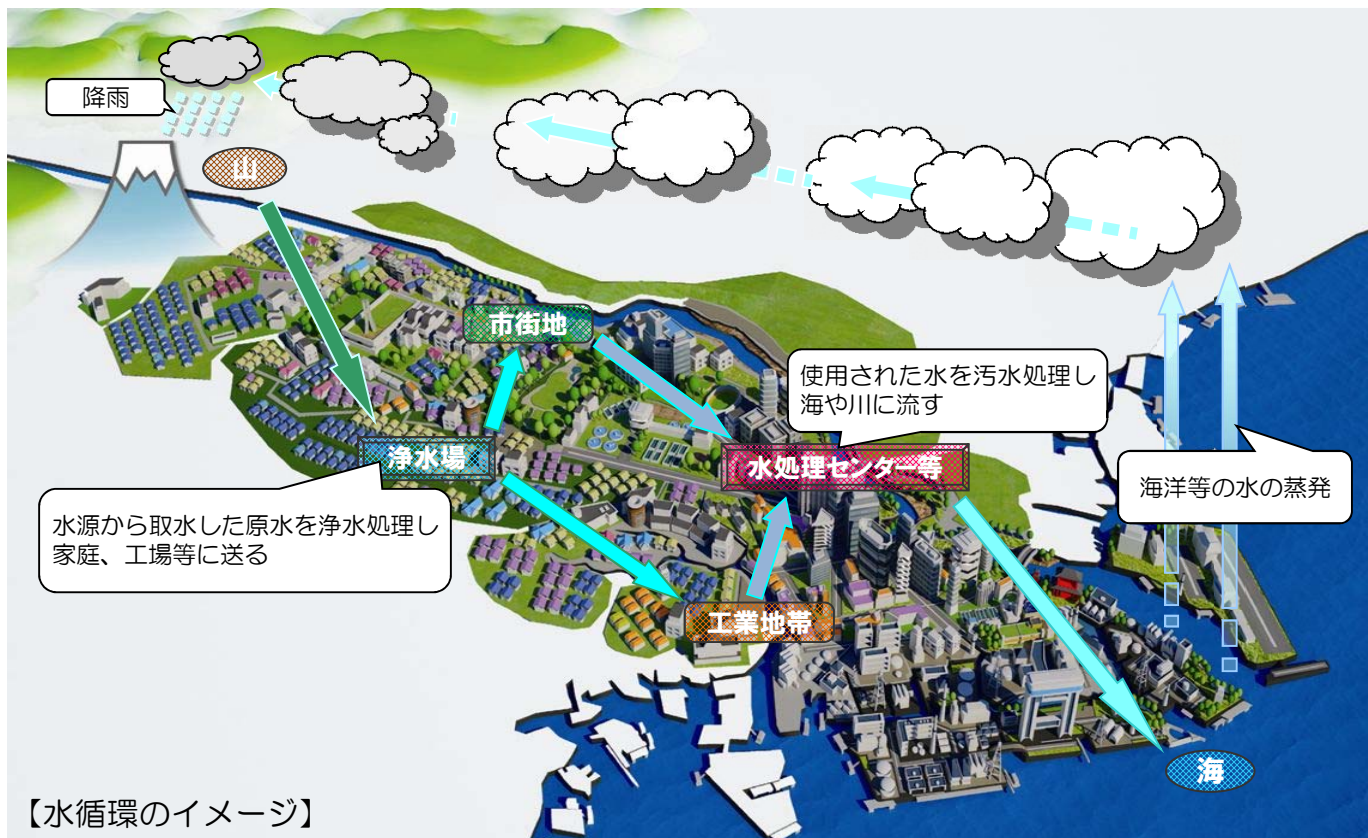 降雨
山
市街地
使用された水を汚水処理し
海や川に流す
浄水場
水処理センター等
海洋等の水の蒸発
水源から取水した原水を浄水処理し
家庭、工場等に送る
工業地帯
海
【水循環のイメージ】